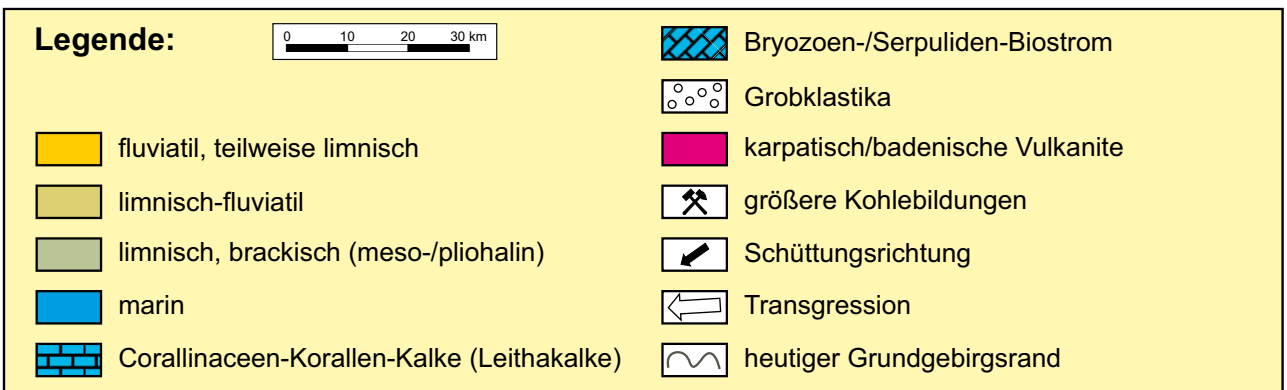 Legende:
0 10 20 30 km
fluviatil, teilweise limnisch
limnisch-fluviatil
limnisch, brackisch (meso-/pliohalin)
marin
Corallinaceen-Korallen-Kalke (Leithakalke)
Bryozoen-/Serpuliden-Biostrom
Grobklastika
karpatisch/badenische Vulkanite
größere Kohlebildungen
Schüttungsrichtung
Transgression
heutiger Grundgebirgsrand